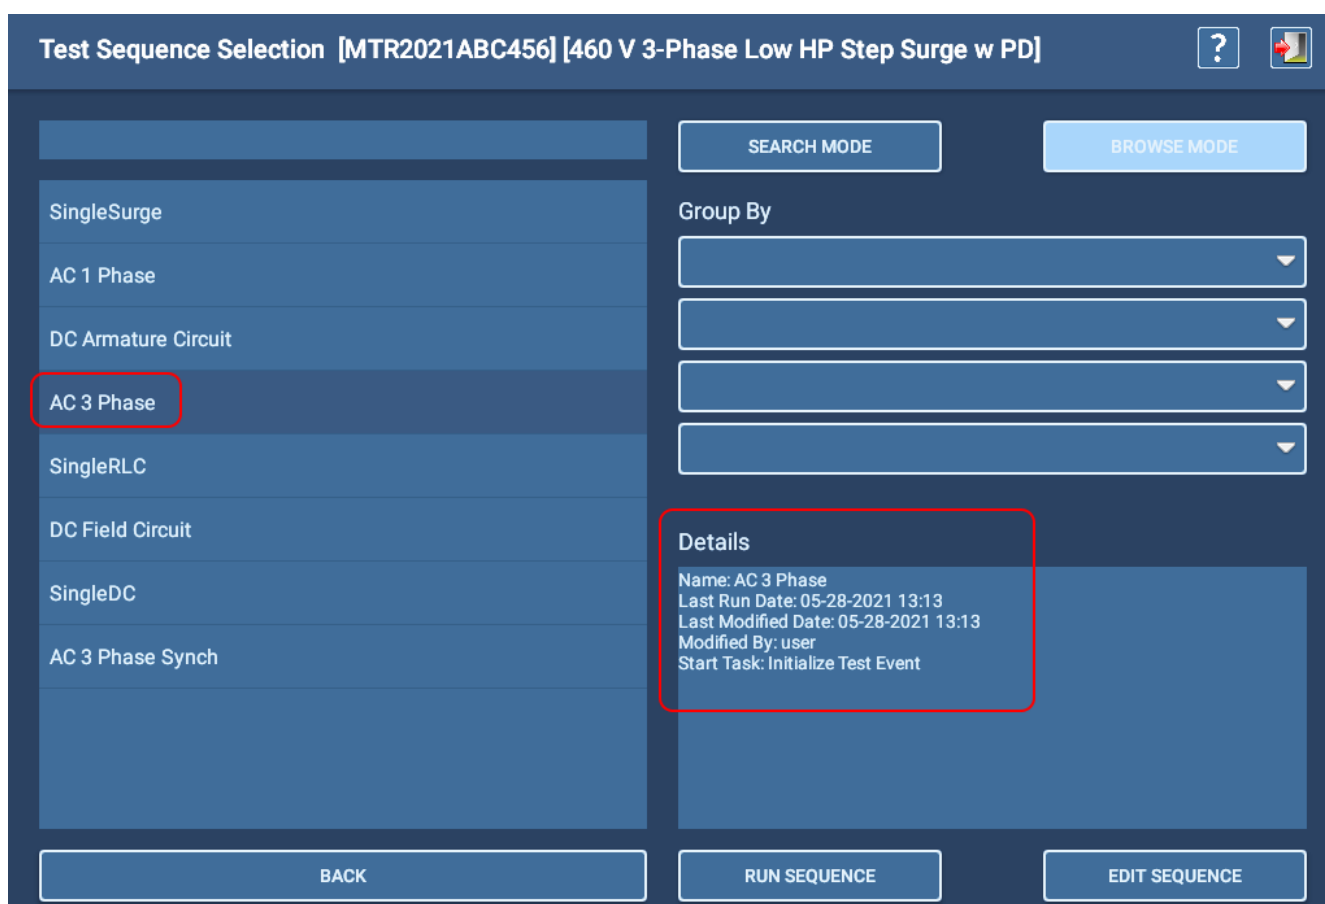 Test Sequence Selection [MTR2021ABC456] [460 V 3-Phase Low HP Step Surge w PD]
?
SEARCH MODE
BROWSE MODE
SingleSurge
AC 1 Phase
DC Armature Circuit
AC 3 Phase
SingleRLC
DC Field Circuit
SingleDC
AC 3 Phase Synch
Group By
Details
Name: AC 3 Phase
Last Run Date: 05-28-2021 13:13
Last Modified Date: 05-28-2021 13:13
Modified By: user
Start Task: Initialize Test Event
BACK
RUN SEQUENCE
EDIT SEQUENCE